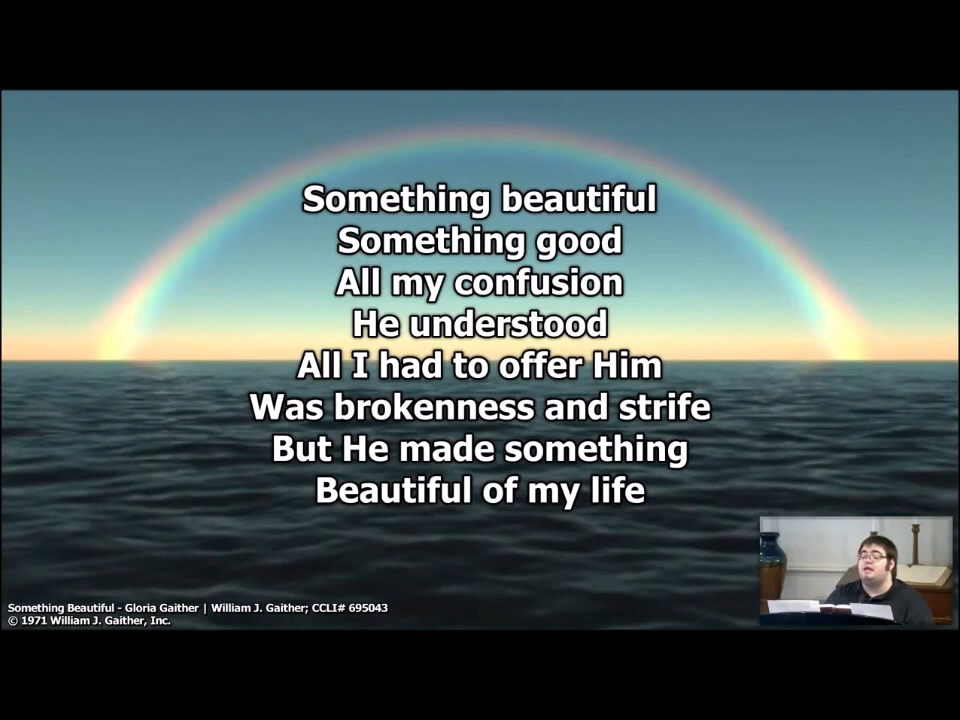 Something beautiful
Something good
All my confusion
He understood
All I had to offer Him
Was brokenness and strife
But He made something
Beautiful of my life
Something Beautiful - Gloria Gaither | William J. Gaither; CCLI# 695043
© 1971 William J. Gaither, Inc.